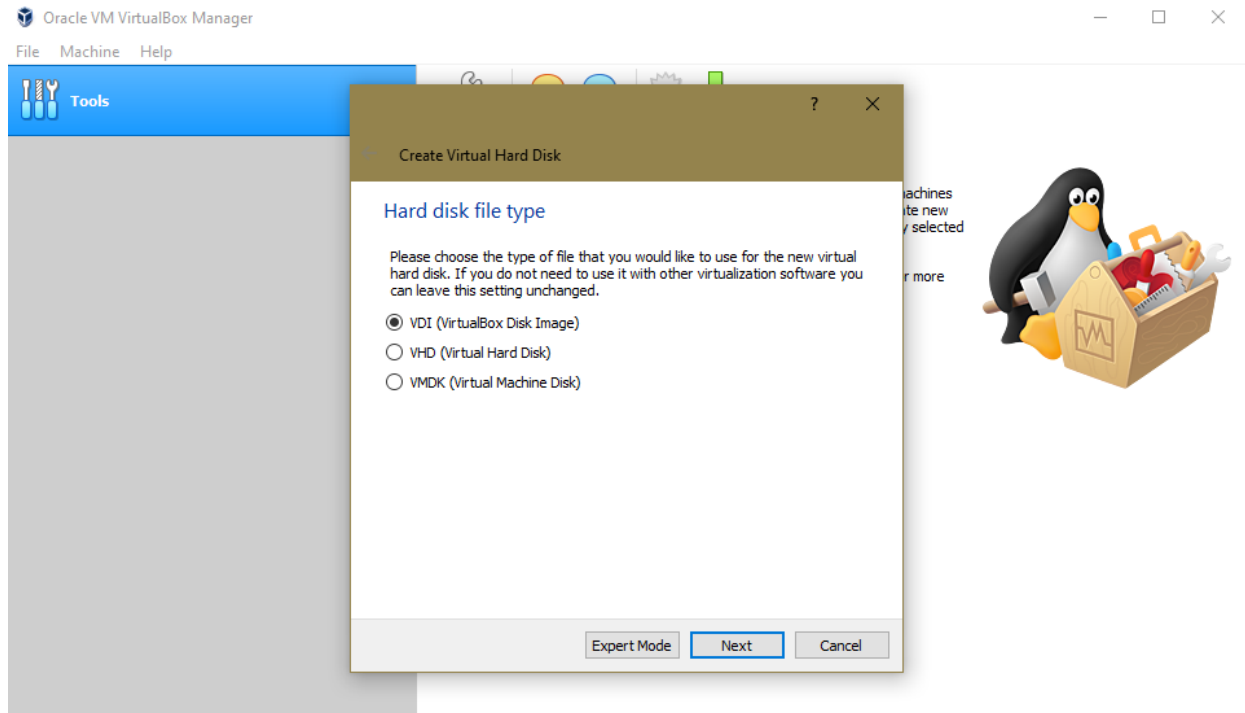 Oracle VM VirtualBox Manager
File Machine Help
Tools
?
Create Virtual Hard Disk
Hard disk file type
Please choose the type of file that you would like to use for the new virtual
hard disk. If you do not need to use it with other virtualization software you
can leave this setting unchanged.
VDI (VirtualBox Disk Image)
VHD (Virtual Hard Disk)
VMDK (Virtual Machine Disk)
Expert Mode Next Cancel
achines
new
selected
more